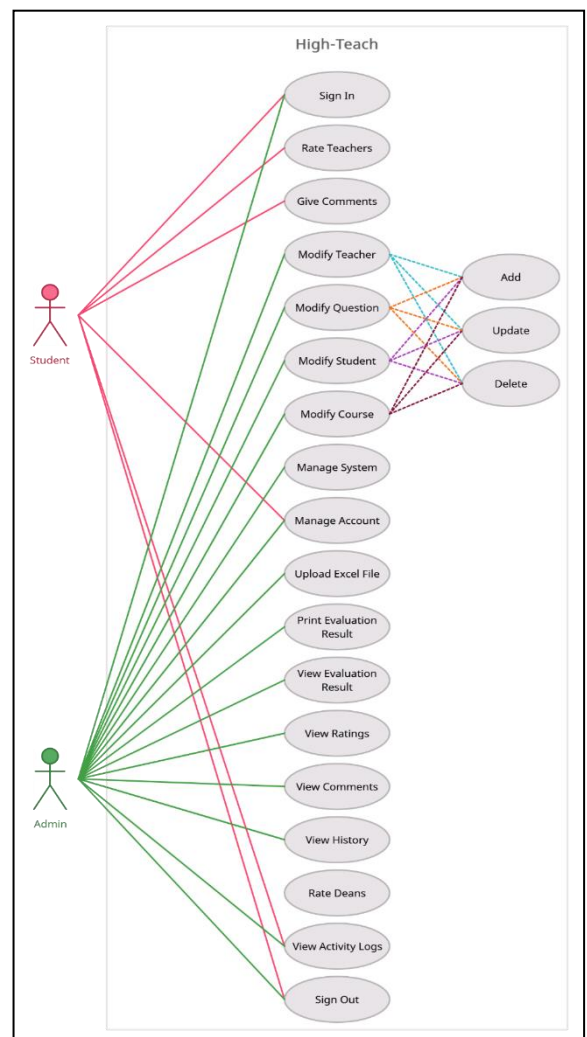 High-Teach
Sign In
Rate Teachers
Give Comments
Modify Teacher
Add
Modify Question
Student
Update
Modify Student
Delete
Modify Course
Manage System
Manage Account
Upload Excel File
Print Evaluation
Result
View Evaluation
Result
View Ratings
Admin
View Comments
View History
Rate Deans
View Activity Logs
Sign Out